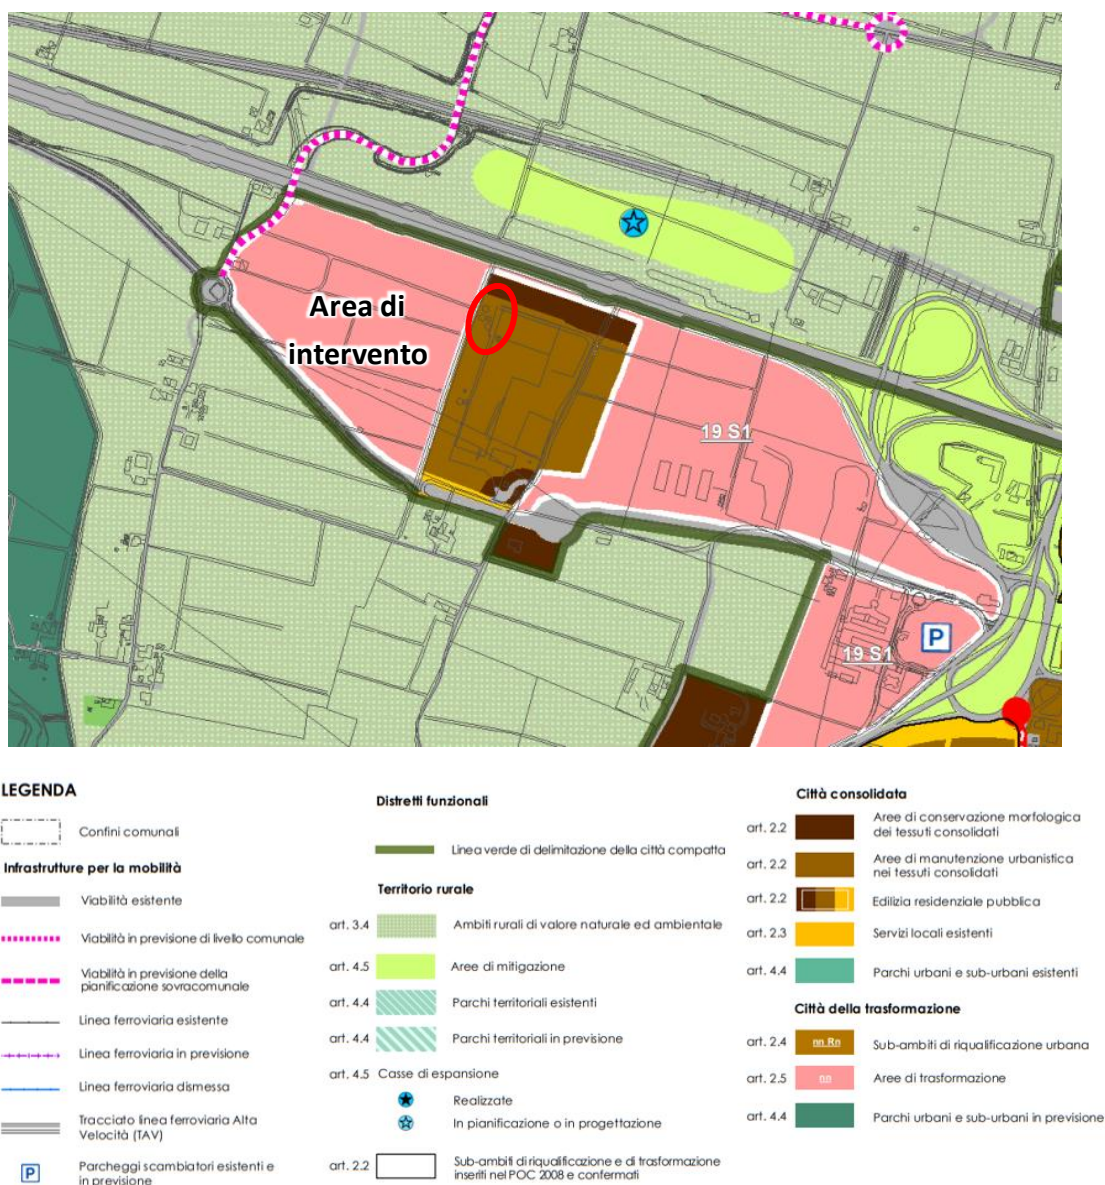 Area di
intervento
19 S1
19 S1
P
LEGENDA
Confini comunali
Infrastrutture per la mobilità
Viabilità esistente
Viabilità in previsione di livello comunale
Viabilità in previsione della
pianificazione sovracomunale
Linea ferroviaria esistente
Linea ferroviaria in previsione
Linea ferroviaria dismessa
Tracciato linea ferroviaria Alta
Velocità (TAV)
P
Parcheggi scambiatori esistenti e
in previsione
Distretti funzionali
Linea verde di delimitazione della città compatta
Territorio rurale
art. 3.4 Ambiti rurali di valore naturale ed ambientale
art. 4.5 Aree di mitigazione
art. 4.4 Parchi territoriali esistenti
art. 4.4 Parchi territoriali in previsione
art. 4.5 Casse di espansione
Realizzate
In pianificazione o in progettazione
art. 2.2 Sub-ambiti di riqualificazione e di trasformazione
inseriti nel POC 2008 e confermati
Città consolidata
art. 2.2 Aree di conservazione morfologica
dei tessuti consolidati
art. 2.2 Aree di manutenzione urbanistica
nei tessuti consolidati
art. 2.2 Edilizia residenziale pubblica
art. 2.3 Servizi locali esistenti
art. 4.4 Parchi urbani e sub-urbani esistenti
Città della trasformazione
art. 2.4 nn Rn Sub-ambiti di riqualificazione urbana
art. 2.5 nn Aree di trasformazione
art. 4.4 Parchi urbani e sub-urbani in previsione